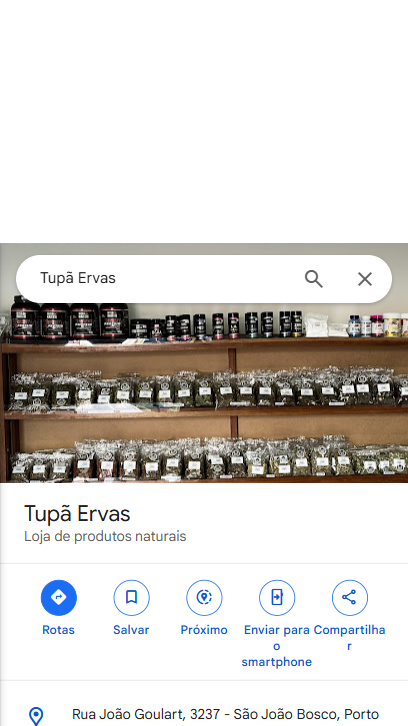 Tupã Ervas
Tupã Ervas
Loja de produtos naturais
Rotas
Salvar
Próximo
Enviar para
o
smartphone
Compartilha
r
Rua João Goulart, 3237 - São João Bosco, Porto